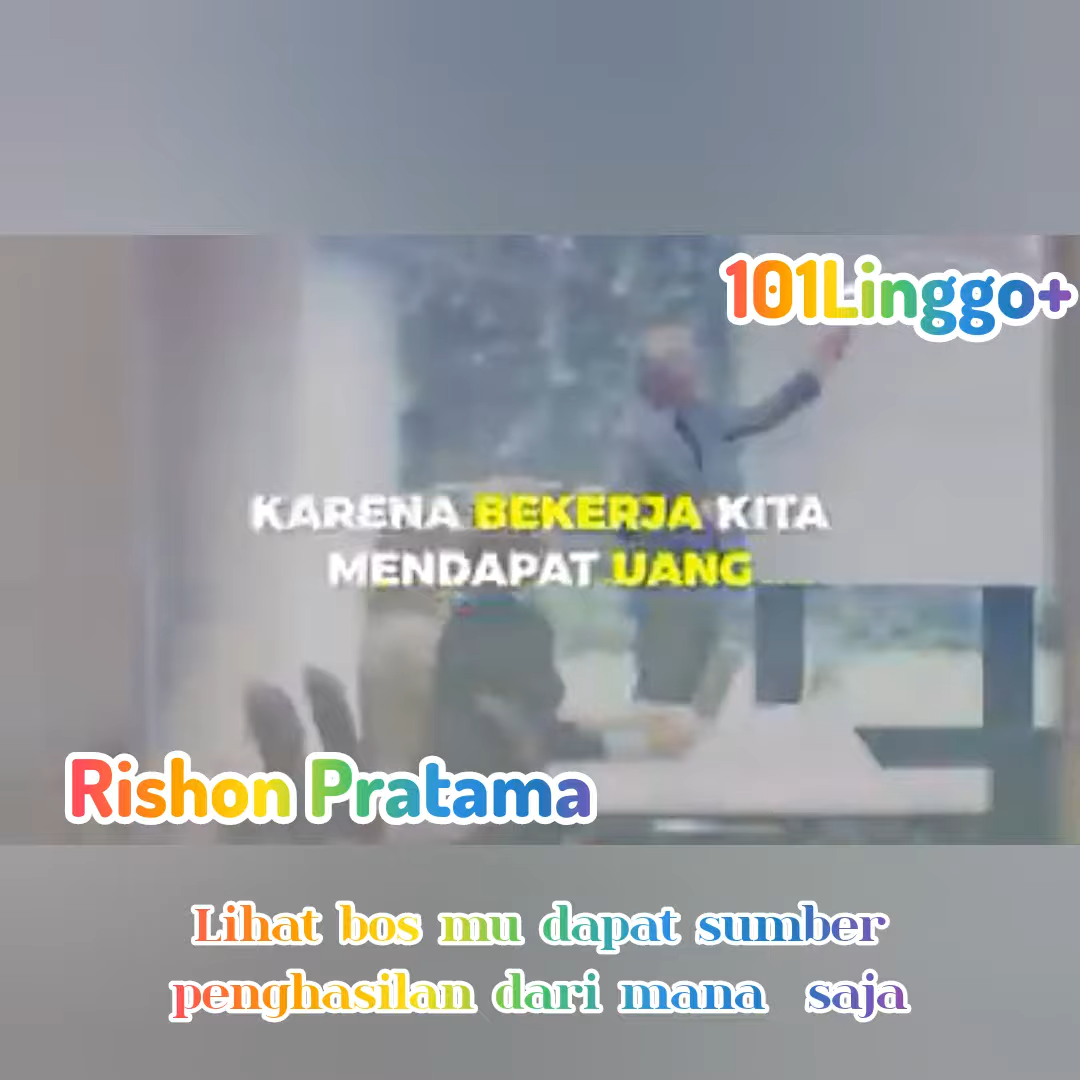 101Linggo+
KARENA BEKERJA KITA
MENDAPAT UANG
Rishon Pratama
Lihat bos mu dapat sumber
penghasilan dari mana saja